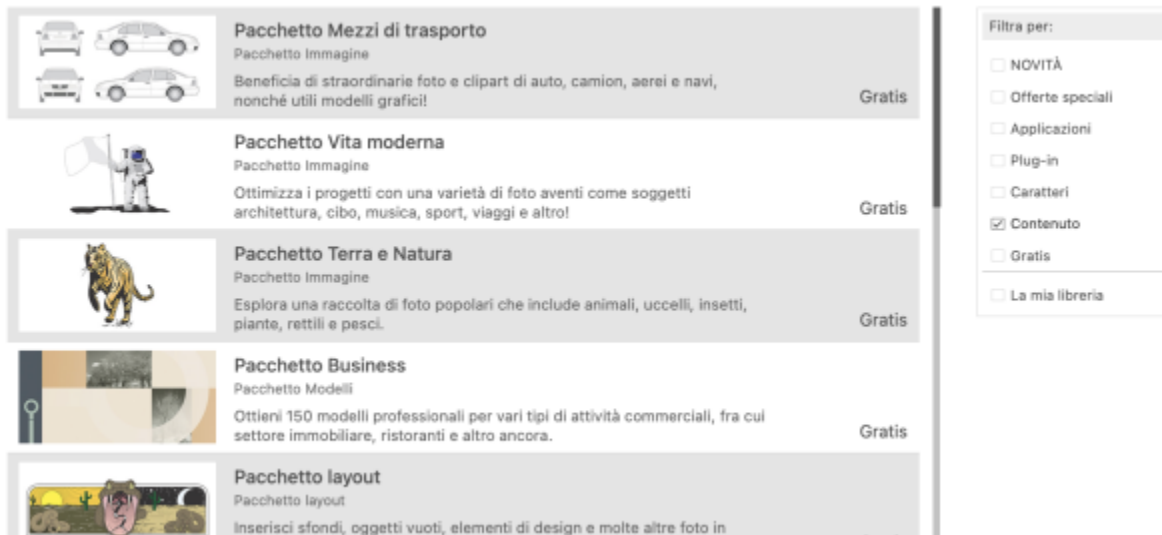 Pacchetto Mezzi di trasporto
Pacchetto Immagine
Beneficia di straordinarie foto e clipart di auto, camion, aerei e navi,
nonché utili modelli grafici!
Gratis
Pacchetto Vita moderna
Pacchetto Immagine
Ottimizza i progetti con una varietà di foto aventi come soggetti
architettura, cibo, musica, sport, viaggi e altro!
Gratis
Pacchetto Terra e Natura
Pacchetto Immagine
Esplora una raccolta di foto popolari che include animali, uccelli, insetti,
piante, rettili e pesci.
Gratis
Pacchetto Business
Pacchetto Modelli
Ottieni 150 modelli professionali per vari tipi di attività commerciali, fra cui
settore immobiliare, ristoranti e altro ancora.
Gratis
Pacchetto layout
Pacchetto layout
Inserisci sfondi, oggetti vuoti, elementi di design e molte altre foto in
Filtra per:
NOVITÀ
Offerte speciali
Applicazioni
Plug-in
Caratteri
Contenuto
Gratis
La mia libreria